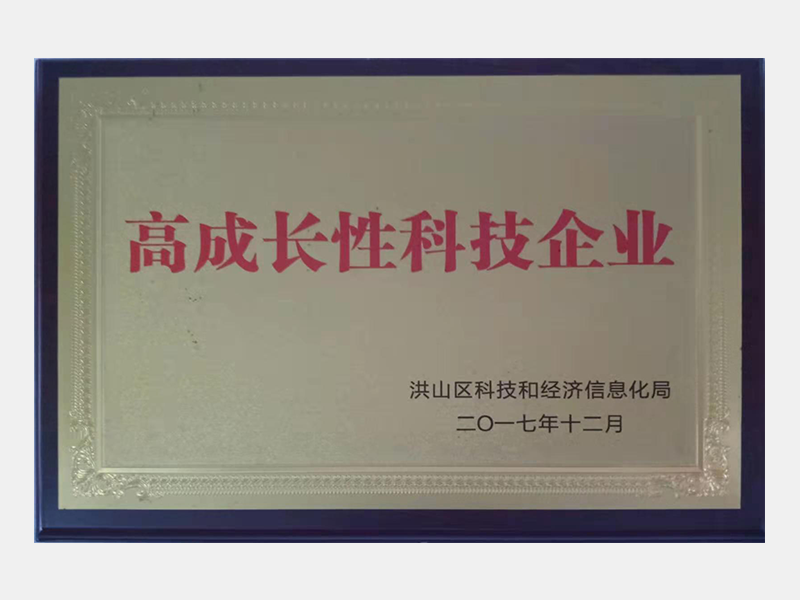 高成长性科技企业
洪山区科技和经济信息化局
二〇一七年十二月